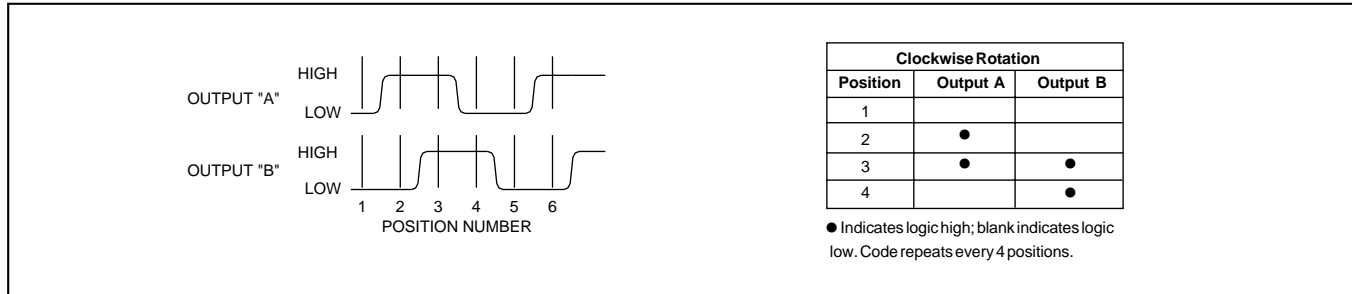 HIGH
OUTPUT "A"
LOW
HIGH
OUTPUT "B"
LOW
1 2 3 4 5 6
POSITION NUMBER
Clockwise Rotation
Position Output A Output B
1
2 ●
3 ● ●
4 ●
● Indicates logic high; blank indicates logic
low. Code repeats every 4 positions.